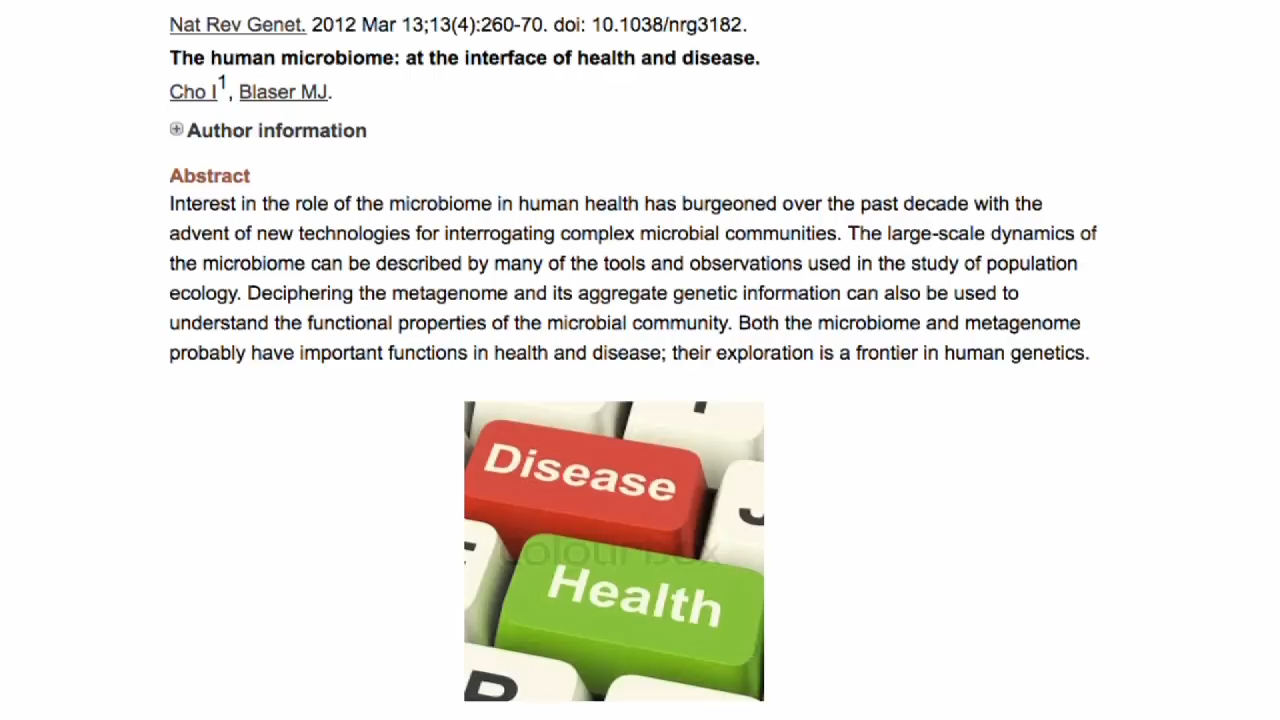 Nat Rev Genet. 2012 Mar 13;13(4):260-70. doi: 10.1038/nrg3182.
The human microbiome: at the interface of health and disease.
Cho I1, Blaser MJ.
Author information
Abstract
Interest in the role of the microbiome in human health has burgeoned over the past decade with the
advent of new technologies for interrogating complex microbial communities. The large-scale dynamics of
the microbiome can be described by many of the tools and observations used in the study of population
ecology. Deciphering the metagenome and its aggregate genetic information can also be used to
understand the functional properties of the microbial community. Both the microbiome and metagenome
probably have important functions in health and disease; their exploration is a frontier in human genetics.
Disease
J
colourbox
Health